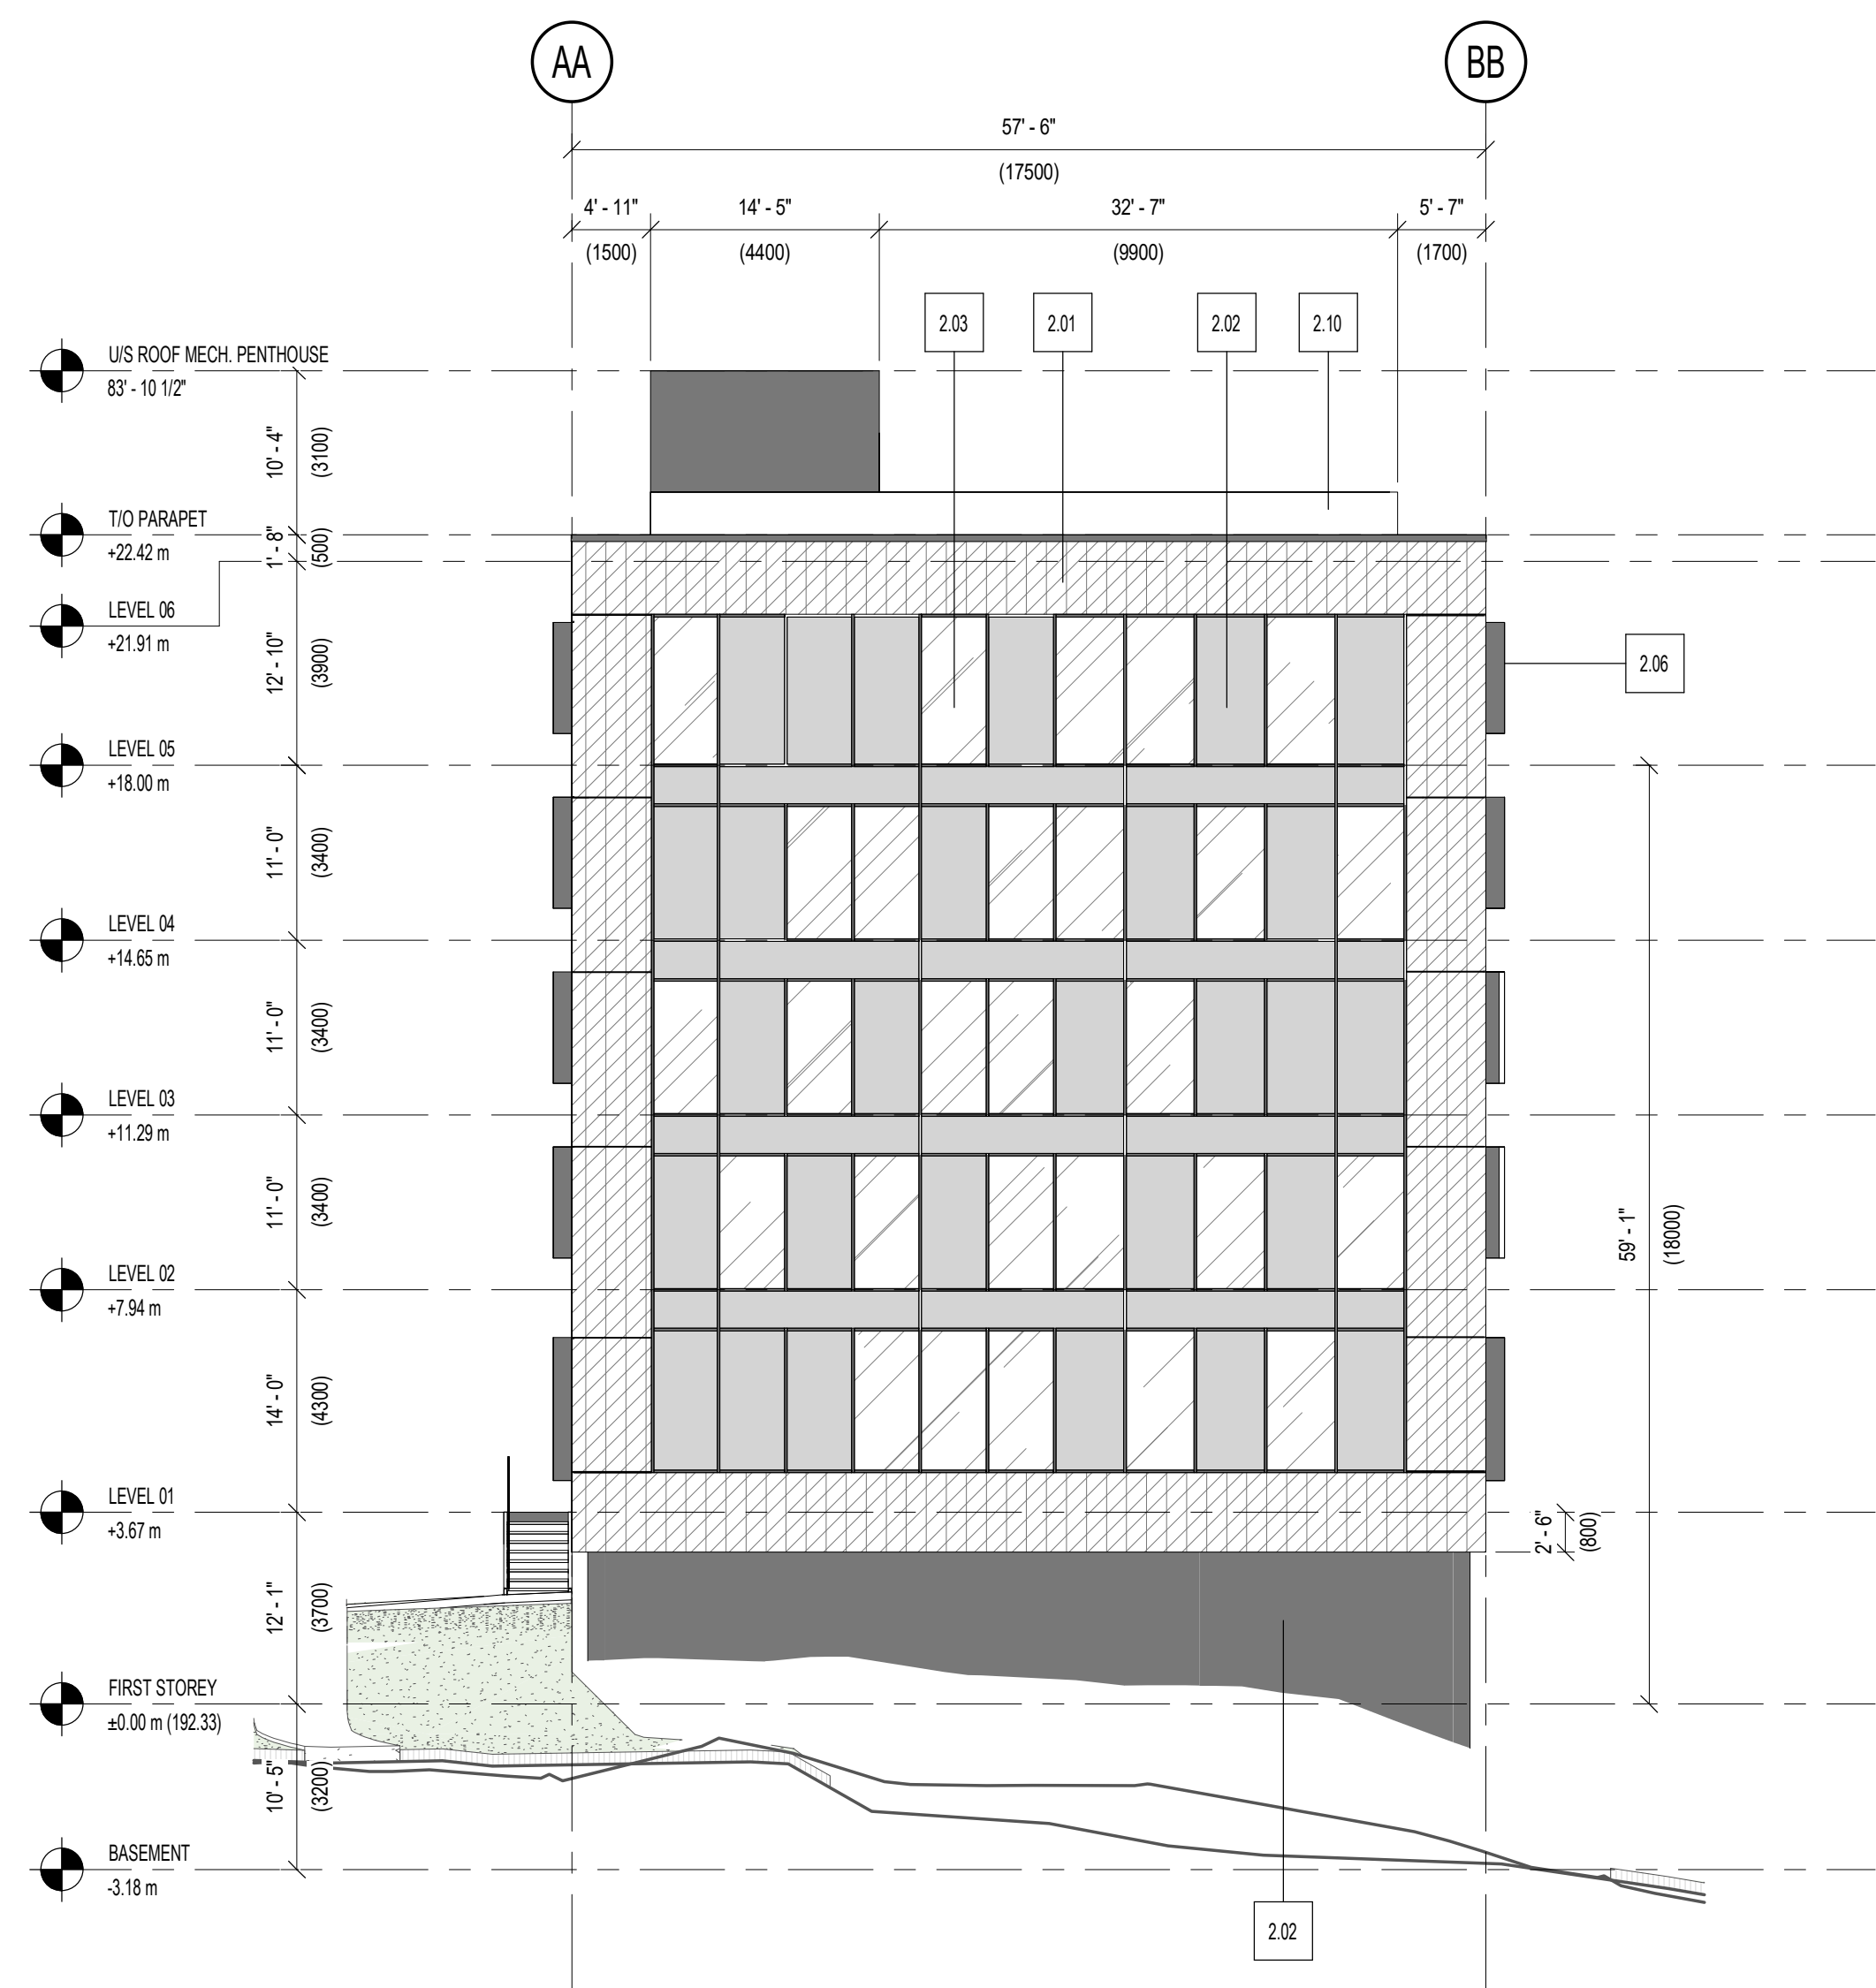 AA
BB
57' - 6"
(17500)
4' - 11"
14' - 5"
32' - 7"
5' - 7"
(1500)
(4400)
(9900)
(1700)
2.03
2.01
2.02
2.10
U/S ROOF MECH. PENTHOUSE
83' - 10 1/2"
10' - 4"
(3100)
T/O PARAPET
+22.42 m
1' - 8"
(500)
LEVEL 06
+21.91 m
12' - 10"
(3900)
2.06
LEVEL 05
+18.00 m
11' - 0"
(3400)
LEVEL 04
+14.65 m
11' - 0"
(3400)
LEVEL 03
+11.29 m
11' - 0"
(3400)
59' - 1"
(18000)
LEVEL 02
+7.94 m
14' - 0"
(4300)
LEVEL 01
+3.67 m
2' - 6"
(800)
12' - 1"
(3700)
FIRST STOREY
±0.00 m (192.33)
10' - 5"
(3200)
BASEMENT
-3.18 m
2.02